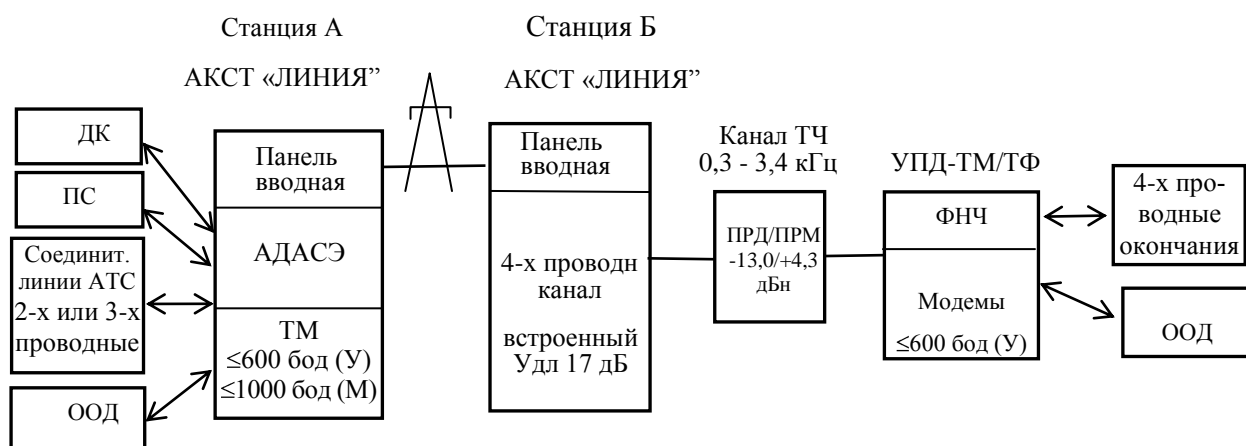 Станция А
АКСТ «ЛИНИЯ”
ДК
ПС
Соединит.
линии АТС
2-х или 3-х
проводные
ООД
Панель
вводная
АДАСЭ
ТМ
≤600 бод (У)
≤1000 бод (М)
Станция Б
АКСТ «ЛИНИЯ”
Панель
вводная
4-х проводн
канал
встроенный
Удл 17 дБ
Канал ТЧ
0,3 - 3,4 кГц
ПРД/ПРМ
-13,0/+4,3
дБн
УПД-ТМ/ТФ
ФНЧ
Модемы
≤600 бод (У)
4-х про-
водные
окончания
ООД